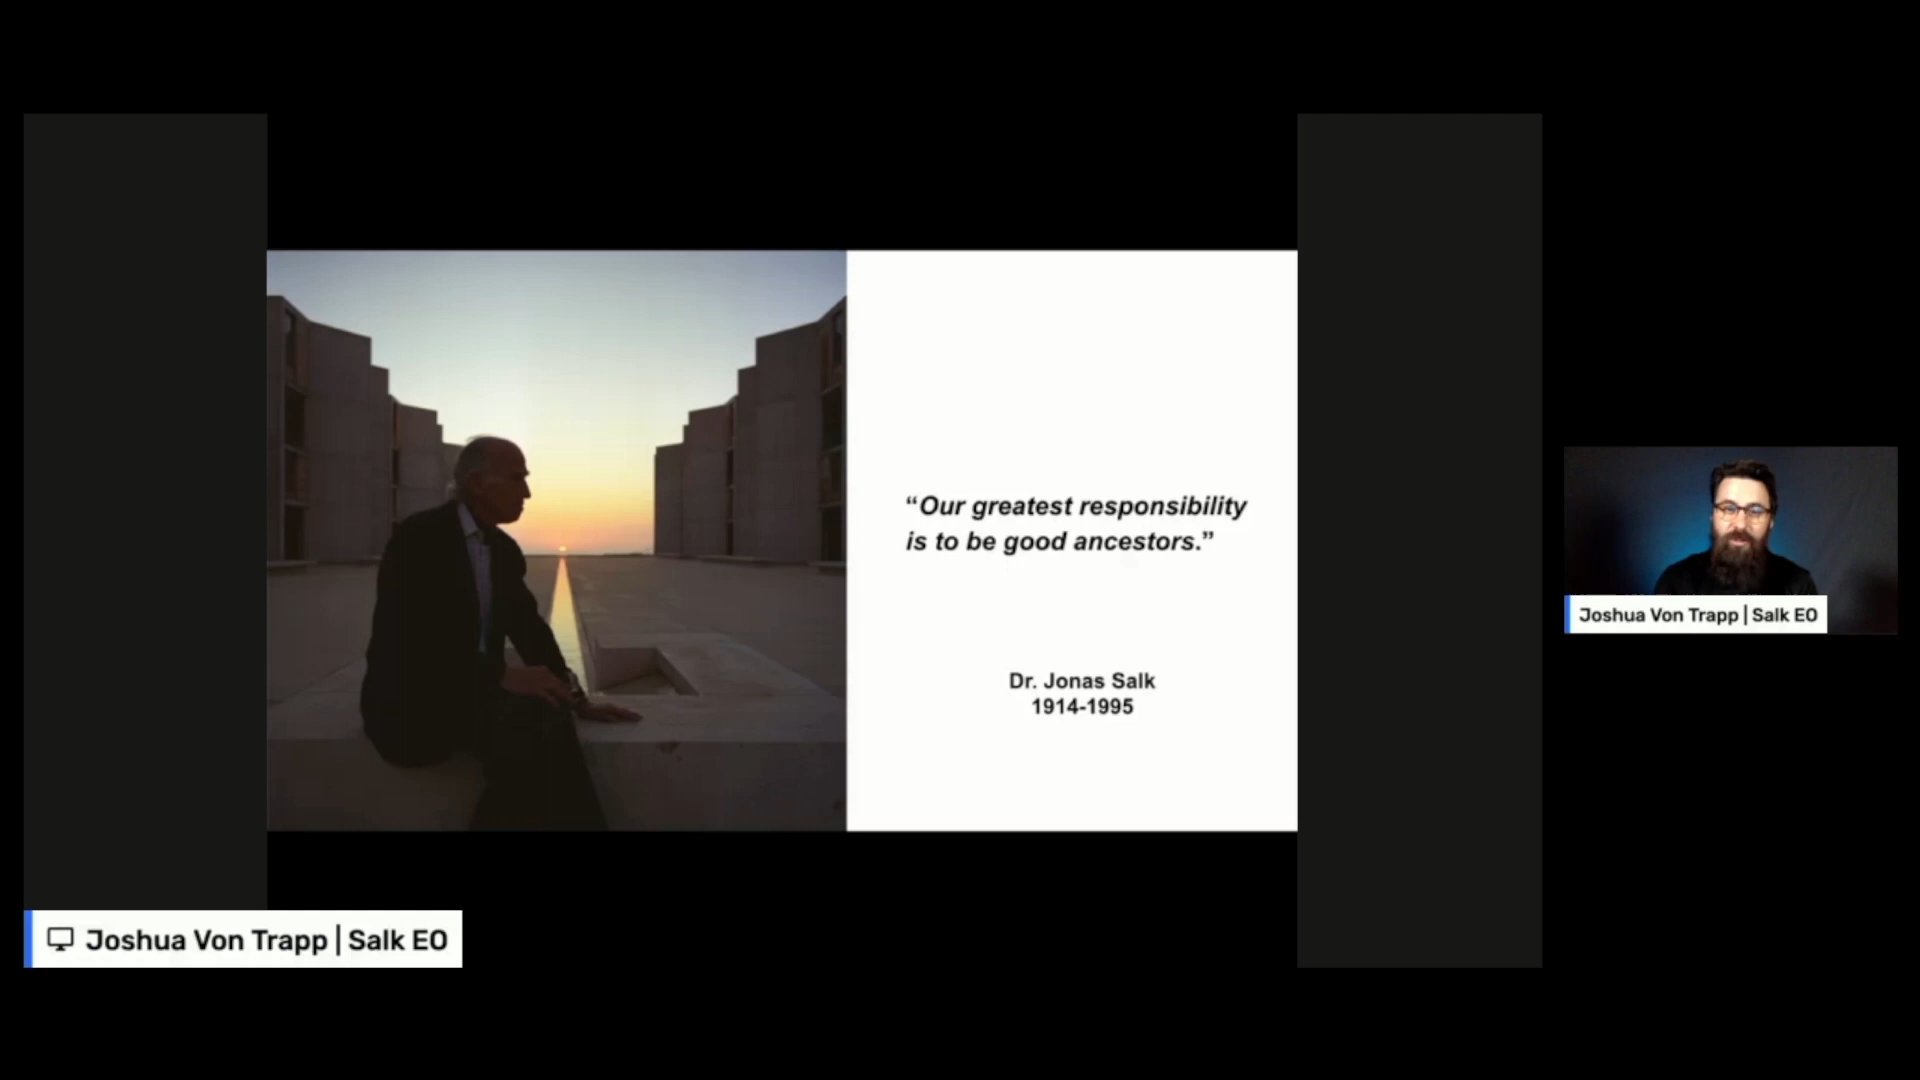 “Our greatest responsibility
is to be good ancestors.”
Dr. Jonas Salk
1914-1995
Joshua Von Trapp | Salk EO
Joshua Von Trapp | Salk EO